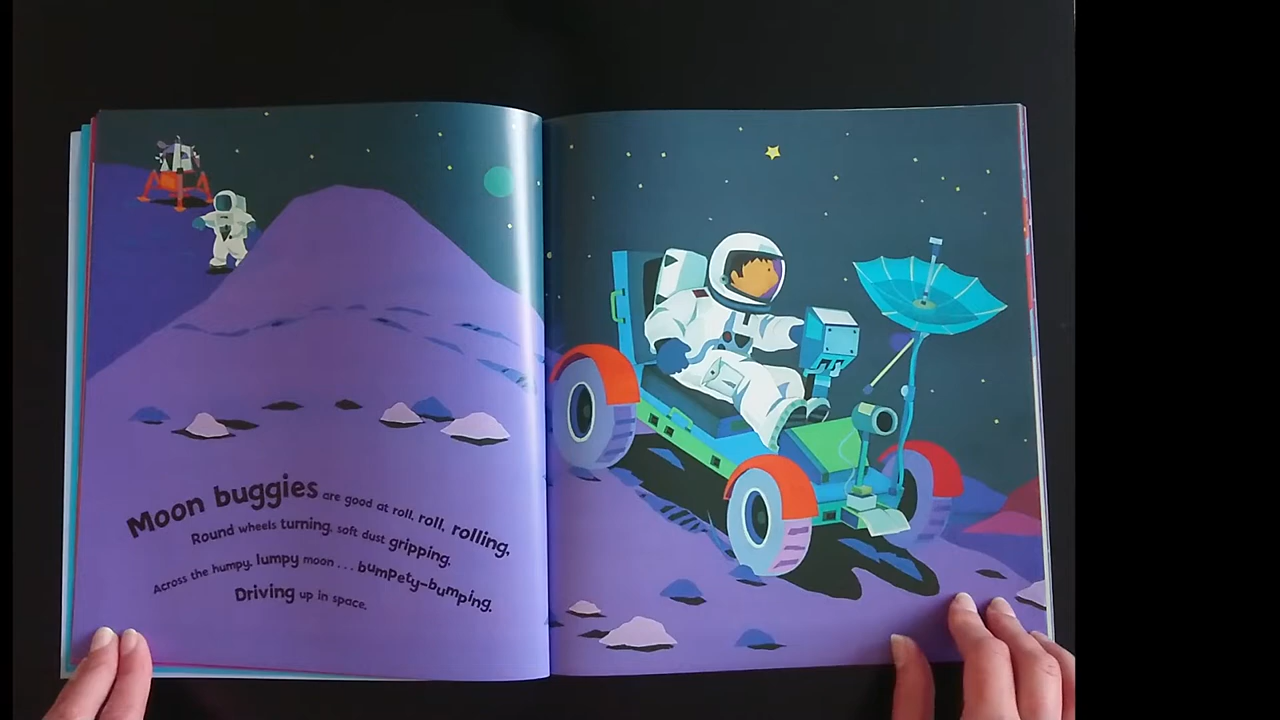 Moon buggies are good at roll, roll, rolling,
Round wheels turning, soft dust gripping,
Across the humpy, lumpy moon . . . bumpety-bumping.
Driving up in space.